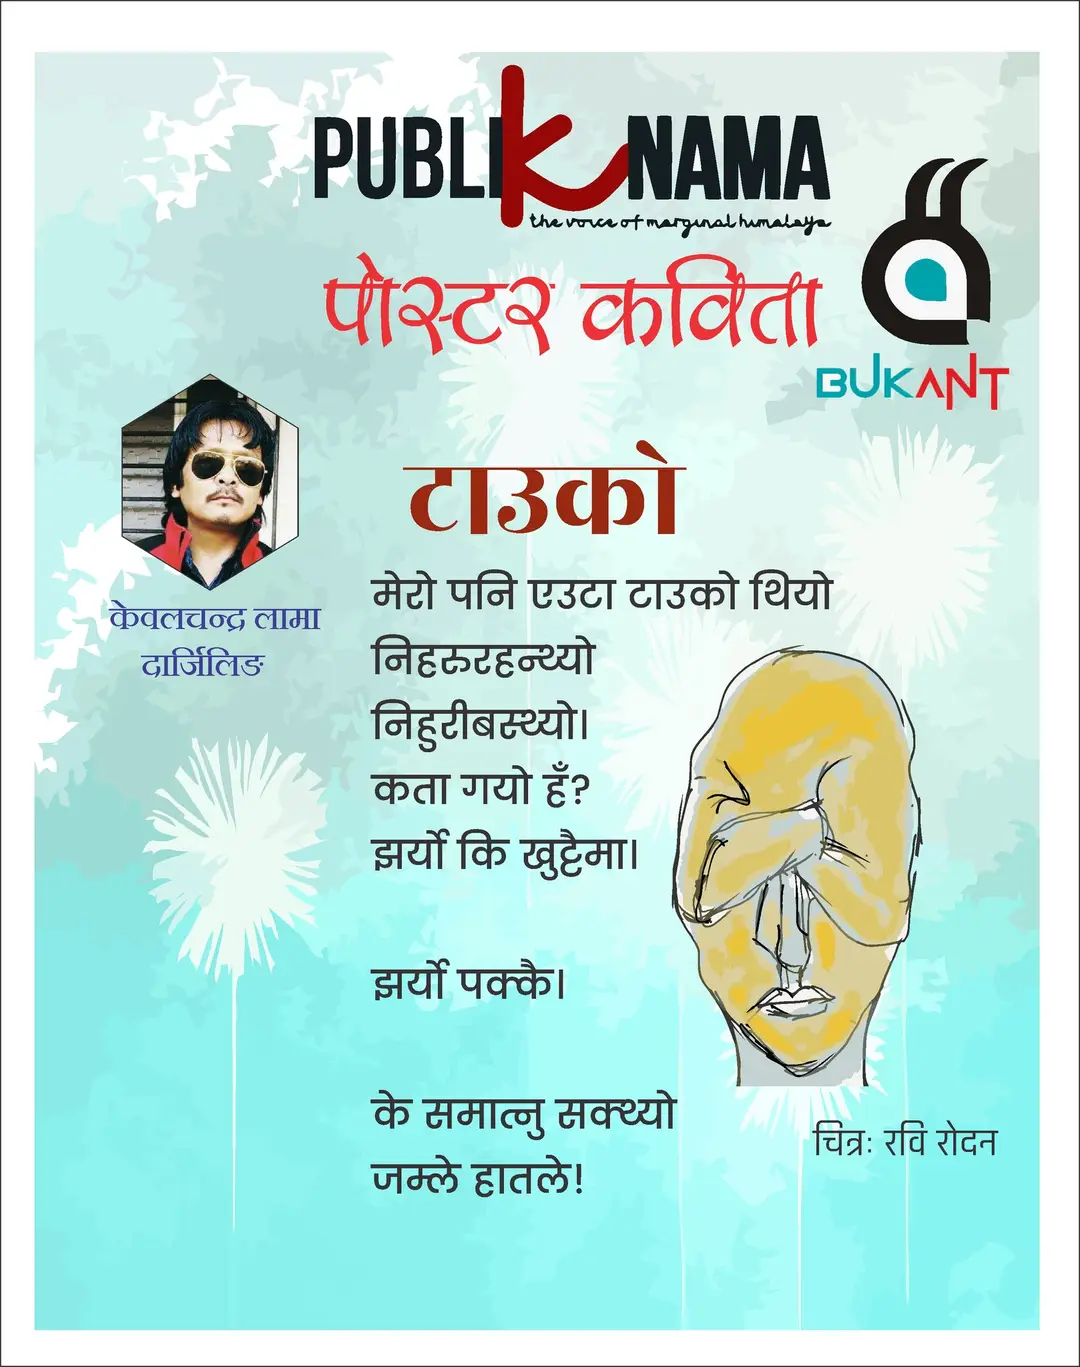 PUBLIKNAMA
the voice of marginal himalaya
पोस्टर कविता
BUKANT
टाउको
केवलचन्द्र लामा
दार्जिलिङ
मेरो पनि एउटा टाउको थियो
निहरुरहन्थ्यो
निहुरीबस्थ्यो।
कता गयो हँ?
झर्यो कि खुट्टैमा।
झर्यो पक्कै।
के समात्नु सक्थ्यो
जम्ले हातले!
चित्रः रवि रोदन